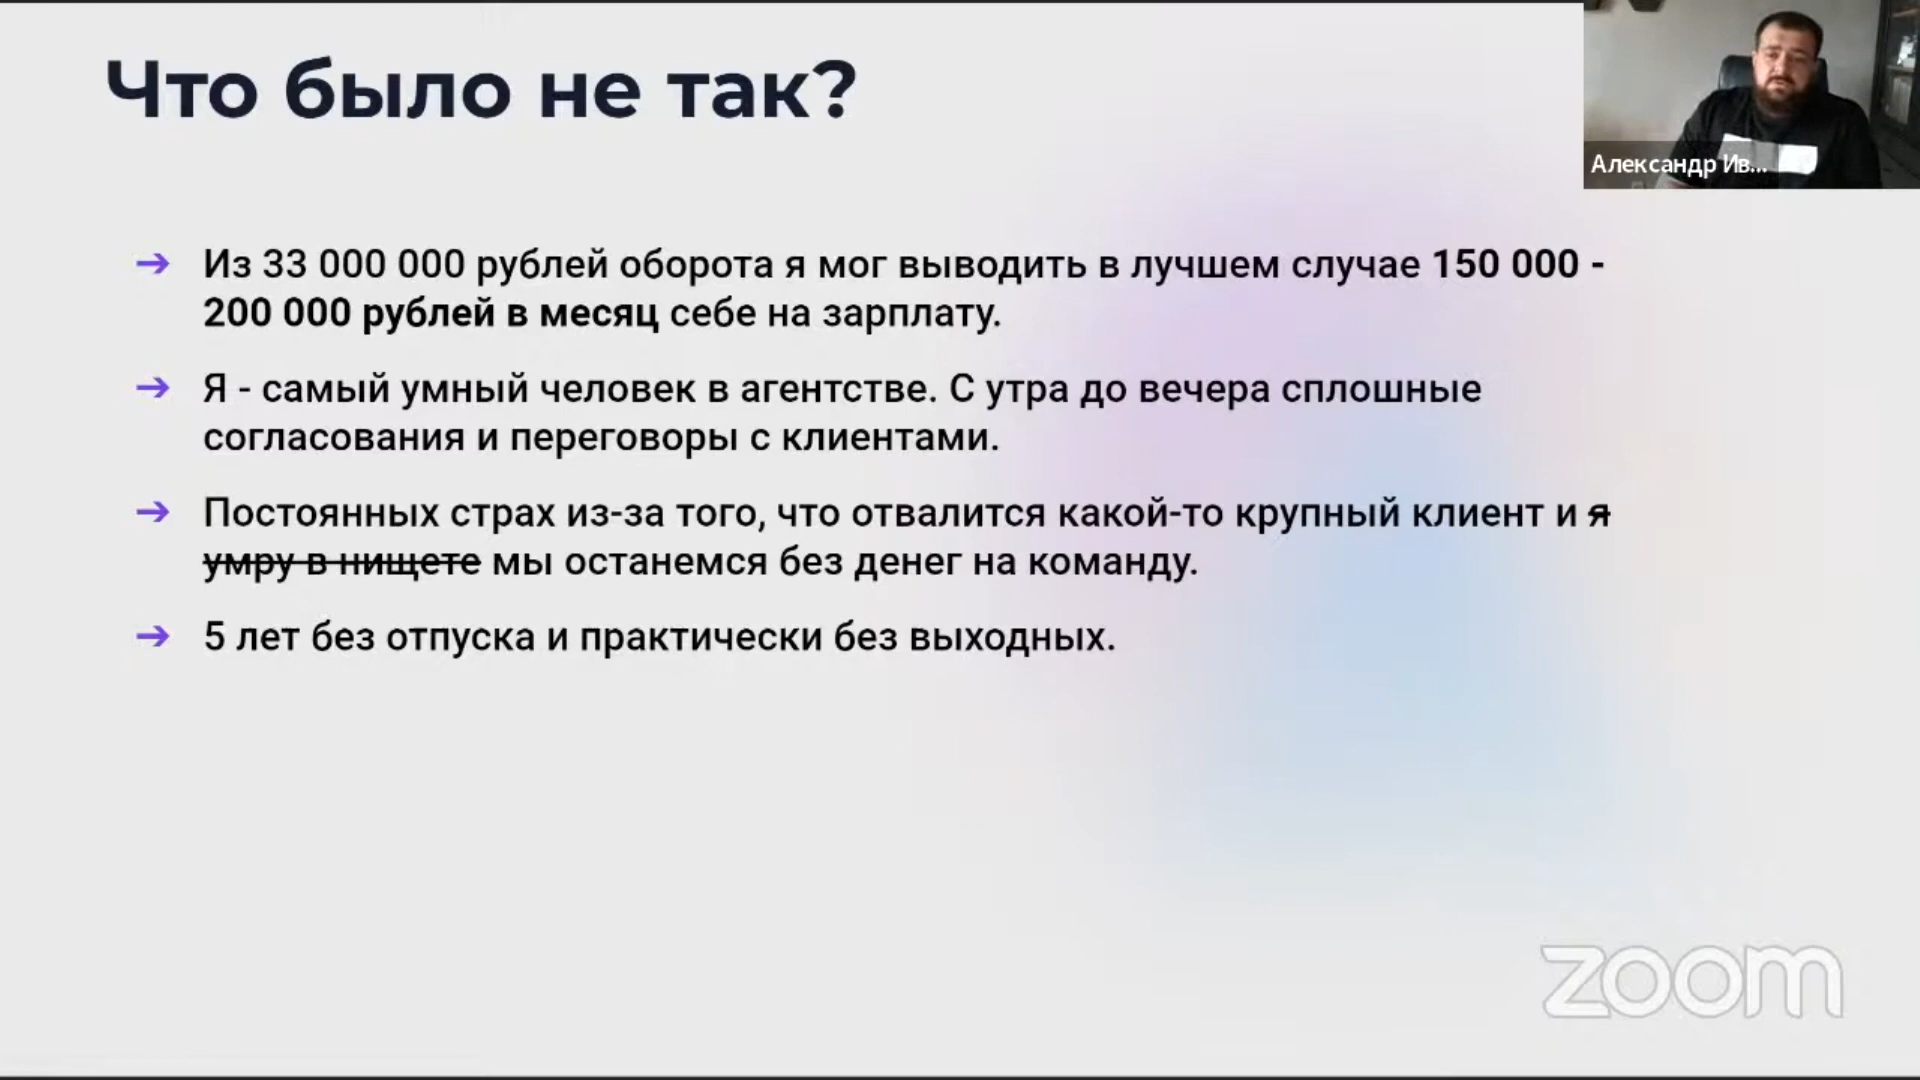 Что было не так?
Александр Ив...
→ Из 33 000 000 рублей оборота я мог выводить в лучшем случае 150 000 -
200 000 рублей в месяц себе на зарплату.
→ Я - самый умный человек в агентстве. С утра до вечера сплошные
согласования и переговоры с клиентами.
→ Постоянных страх из-за того, что отвалится какой-то крупный клиент и я
умру в нищете мы останемся без денег на команду.
→ 5 лет без отпуска и практически без выходных.
zoom